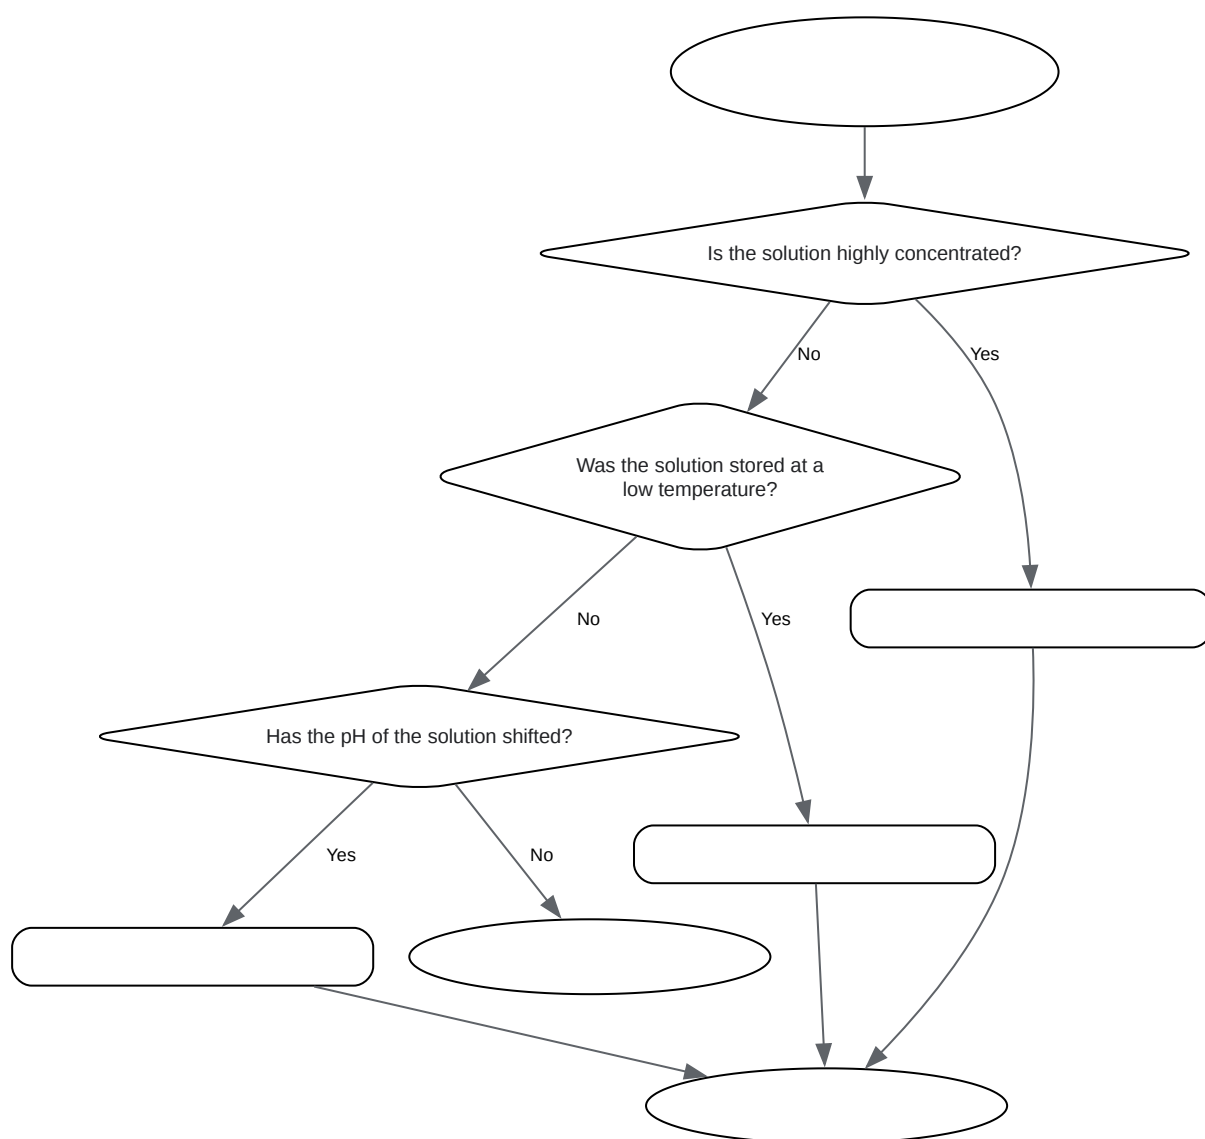 Is the solution highly concentrated?
No
Yes
Was the solution stored at a
low temperature?
No
Yes
Has the pH of the solution shifted?
Yes
No